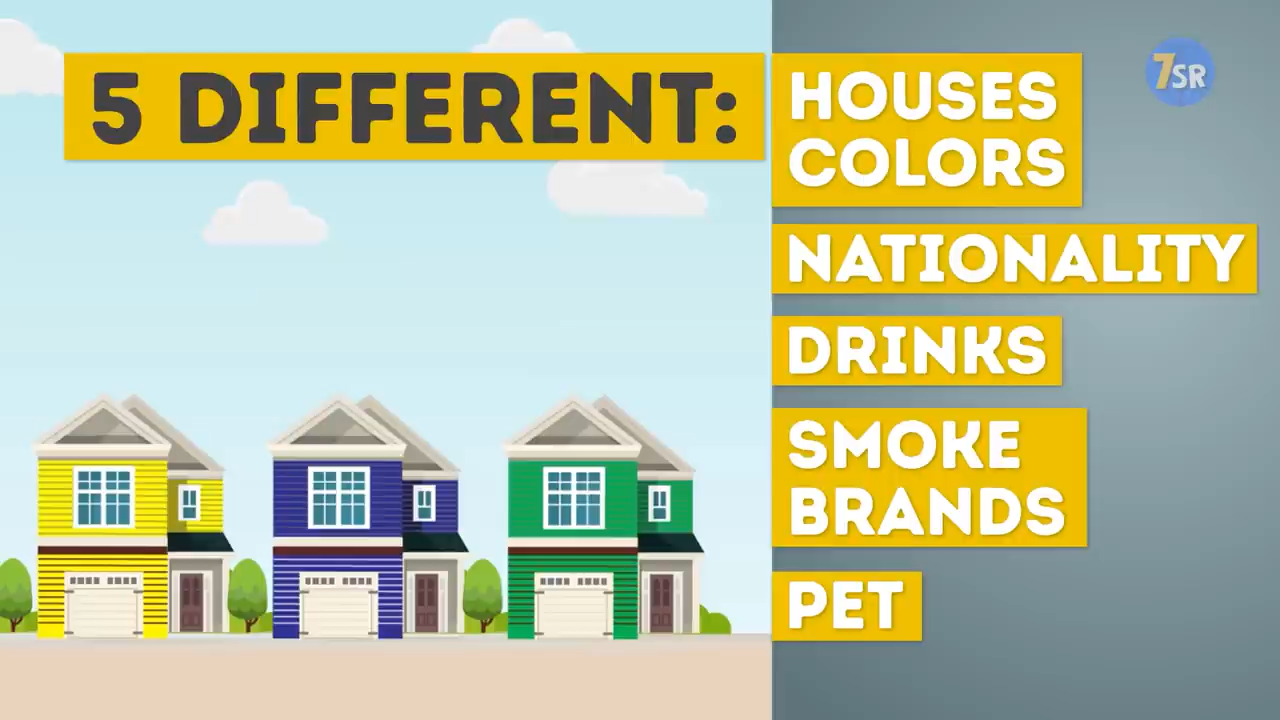 5 DIFFERENT:
HOUSES
COLORS
NATIONALITY
DRINKS
SMOKE
BRANDS
PET
7SR